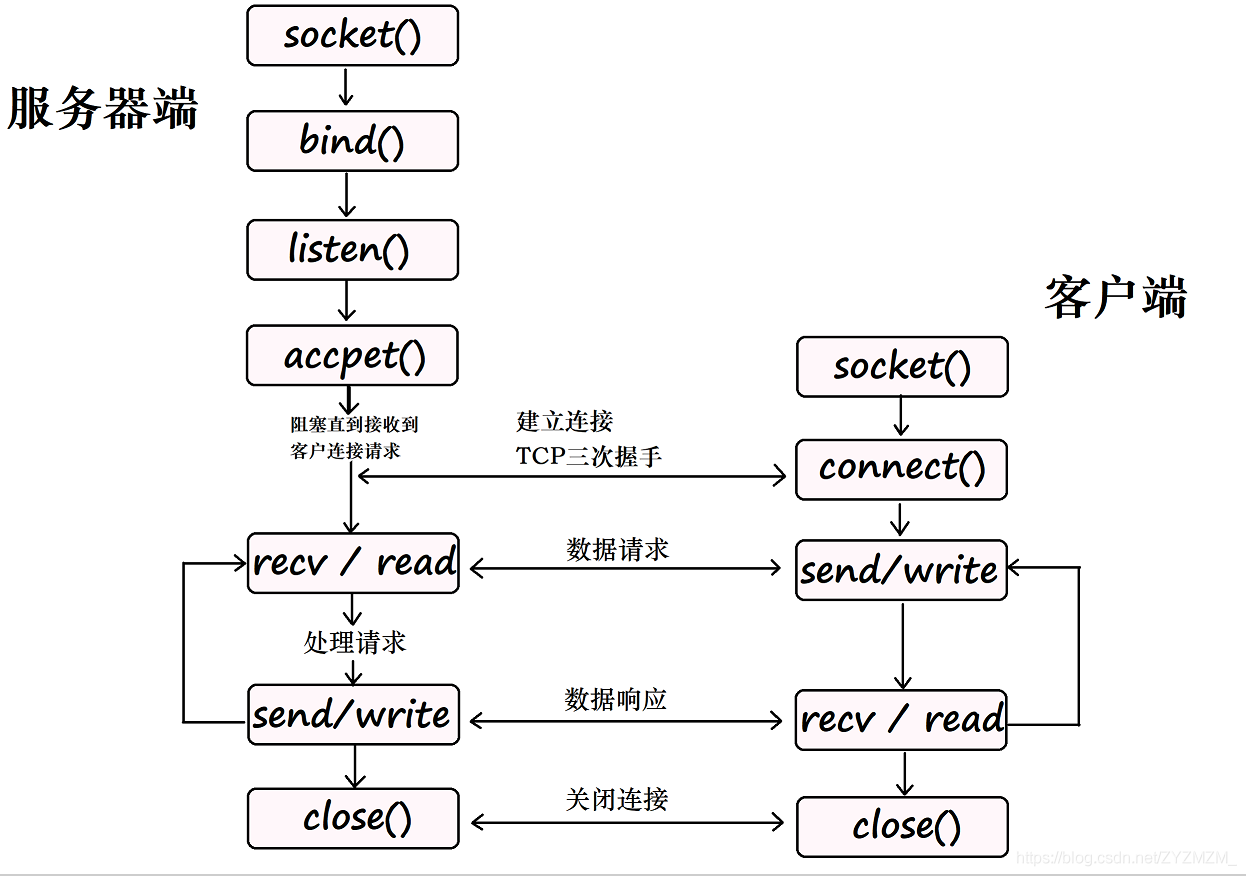 服务器端
socket()
bind()
listen()
accpet()
阻塞直到接收到
客户连接请求
recv / read
处理请求
send/write
close()
建立连接
TCP三次握手
数据请求
数据响应
关闭连接
客户端
socket()
connect()
send/write
recv / read
close()
https://blog.csdn.net/ZYZMZM_